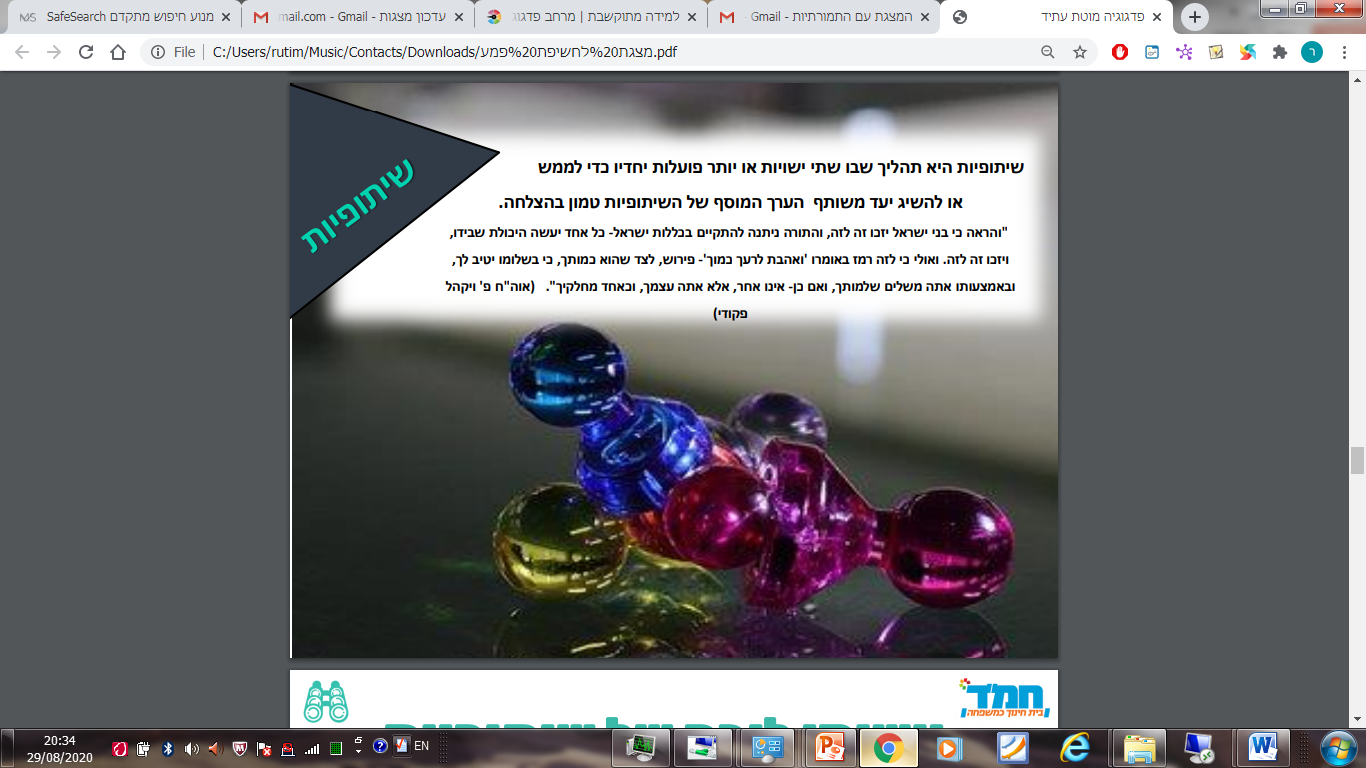 SafeSearch מנוע חיפוש מתקדם
עדכון מצגות - mail.com - Gmail
למידה מתוקשבת | מרחב פדגוג
המצגת עם התמורתיות - Gmail
פדגוגיה מוטת עתיד
File
C:/Users/rutim/Music/Contacts/Downloads/מצגת%20לחשיפת%20פמע.pdf
ר
שיתופיות
שיתופיות היא תהליך שבו שתי ישויות או יותר פועלות יחדיו כדי לממש
או להשיג יעד משותף הערך המוסף של השיתופיות טמון בהצלחה.
"והראה כי בני ישראל יזכו זה לזה, והתורה ניתנה להתקיים בכללות ישראל- כל אחד יעשה היכולת שבידו,
ויזכו זה לזה. ואולי כי לזה רמז באומרו 'ואהבת לרעך כמוך'- פירוש, לצד שהוא כמותך, כי בשלומו יטיב לך,
ובאמצעותו אתה משלים שלמותך, ואם כן- אינו אחר, אלא אתה עצמך, וכאחד מחלקיך". (אוה"ח פ' ויקהל
פקודי)
חמ"ד
בית חינוך כמשפחה
20:34
29/08/2020
EN